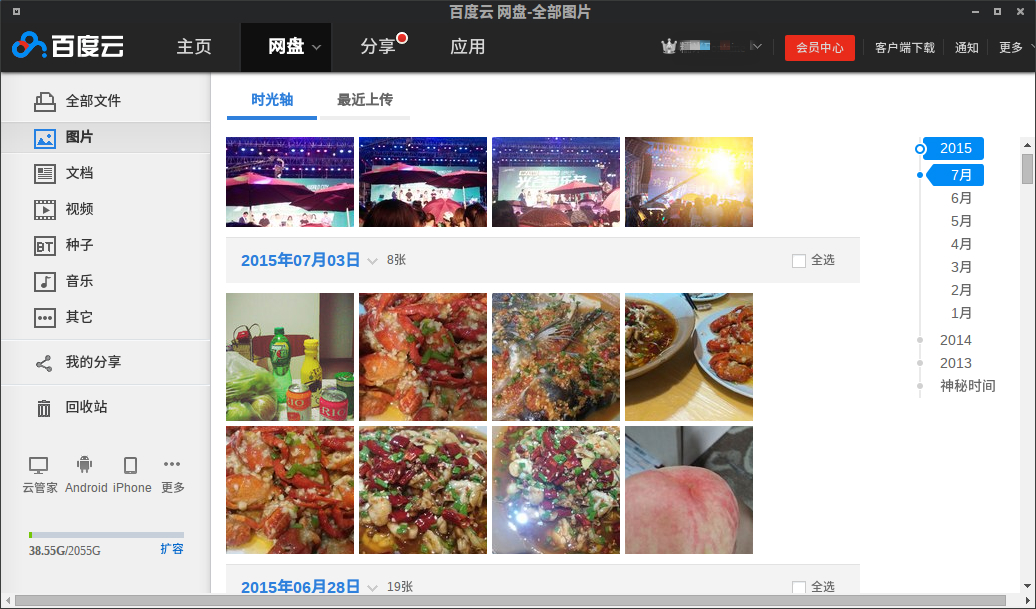 百度云 网盘-全部图片
百度云 主页 网盘 分享 应用 会员中心 客户端下载 通知 更多
全部文件
图片
文档
视频
BT 种子
音乐
其它
我的分享
回收站
云管家 Android iPhone 更多
38.55G/2055G 扩容
时光轴 最近上传
2015年07月03日 8张 全选
2015年06月28日 19张 全选
2015
7月
6月
5月
4月
3月
2月
1月
2014
2013
神秘时间